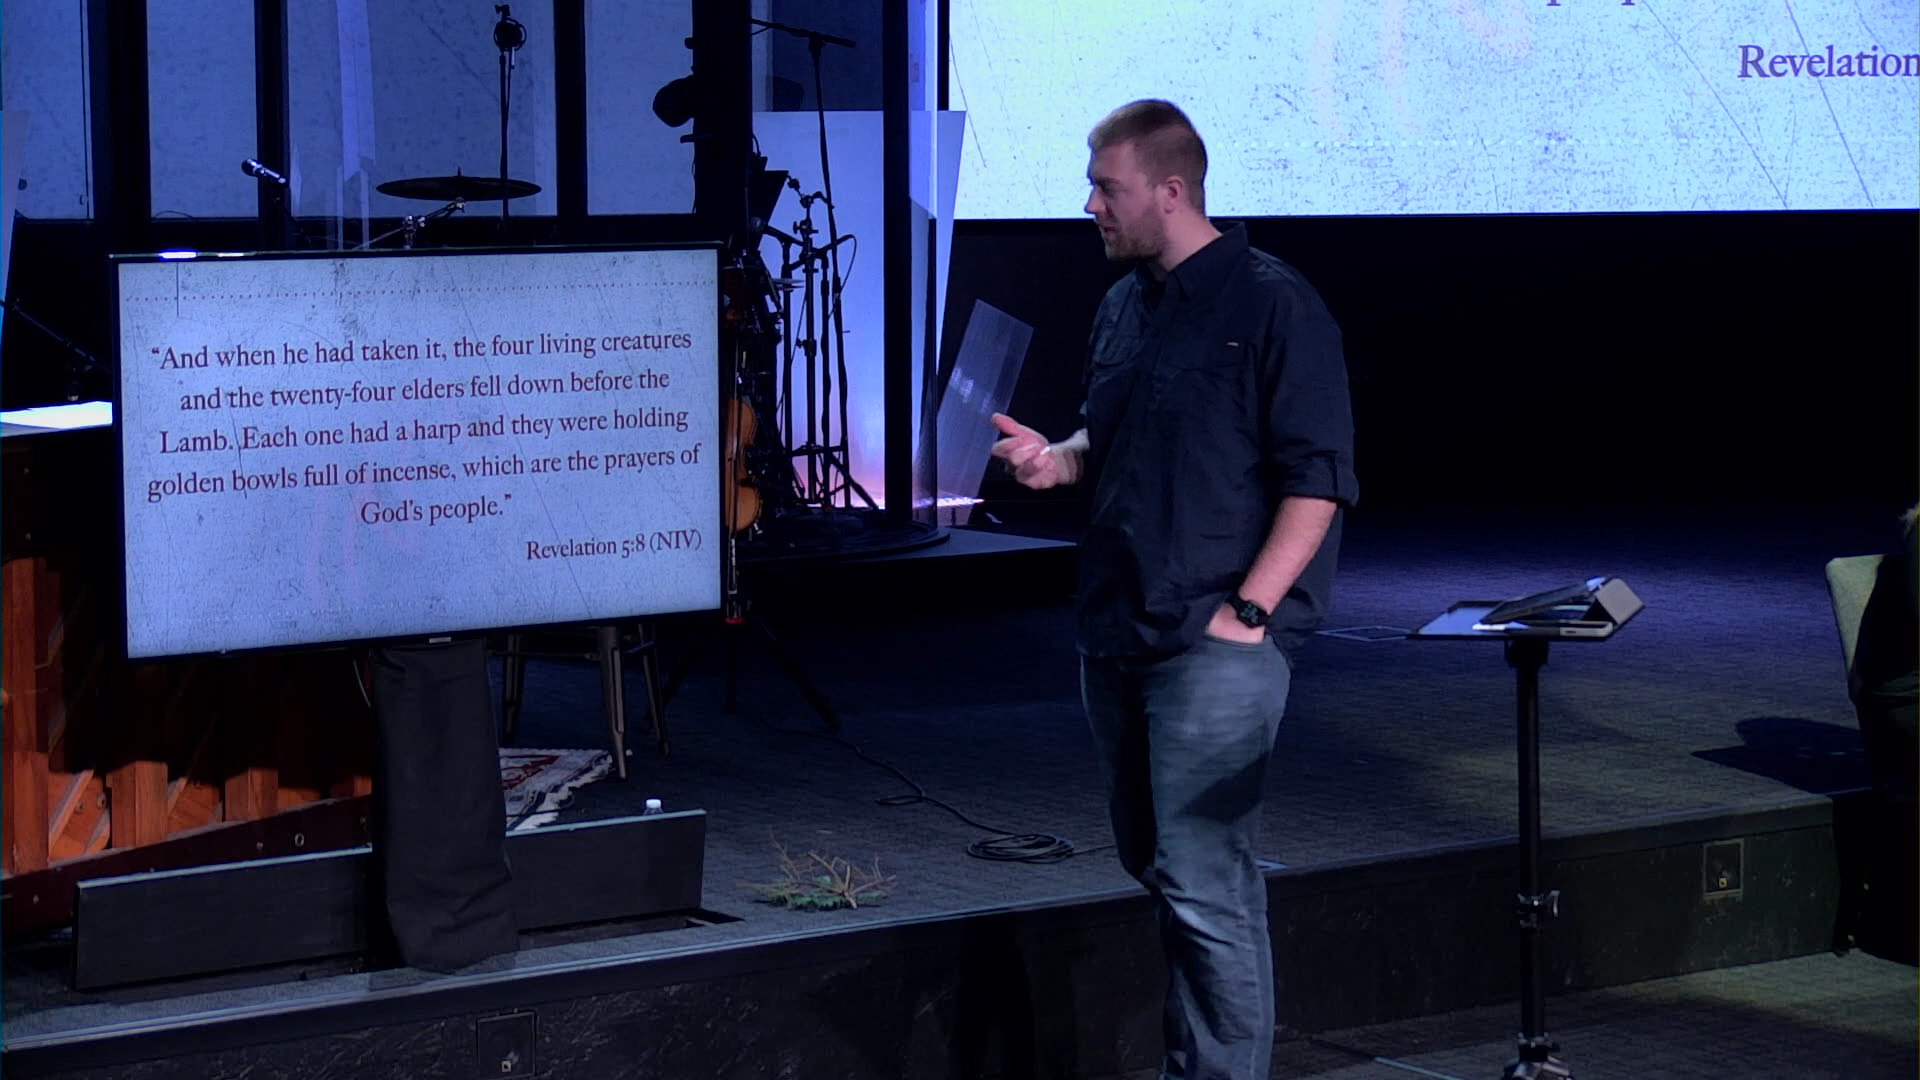 “And when he had taken it, the four living creatures
and the twenty-four elders fell down before the
Lamb. Each one had a harp and they were holding
golden bowls full of incense, which are the prayers of
God’s people.”
Revelation 5:8 (NIV)
Revelation